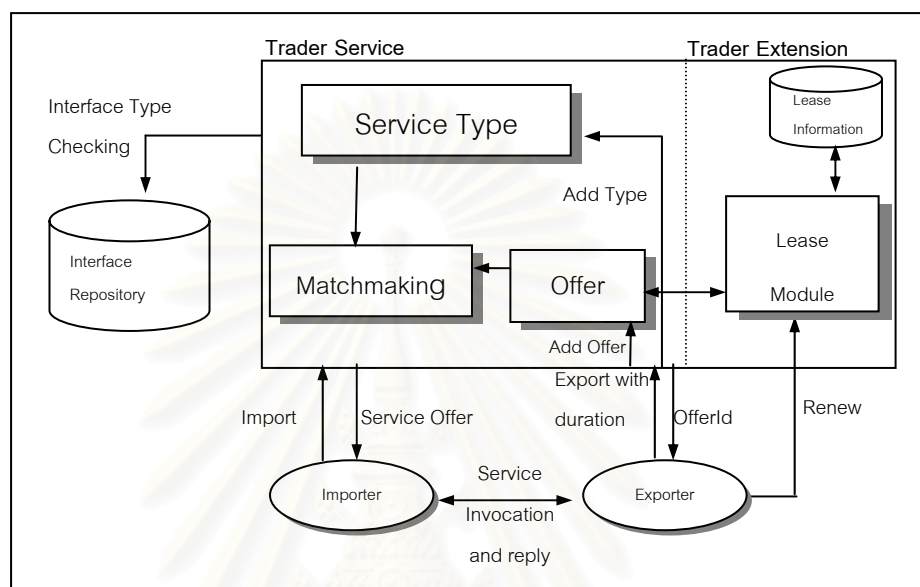 Trader Service
Trader Extension
Interface Type
Checking
Service Type
Lease
Information
Add Type
Interface
Repository
Matchmaking
Offer
Lease
Module
Add Offer
Import
Service Offer
Export with
duration
OfferId
Renew
Importer
Service
Invocation
and reply
Exporter